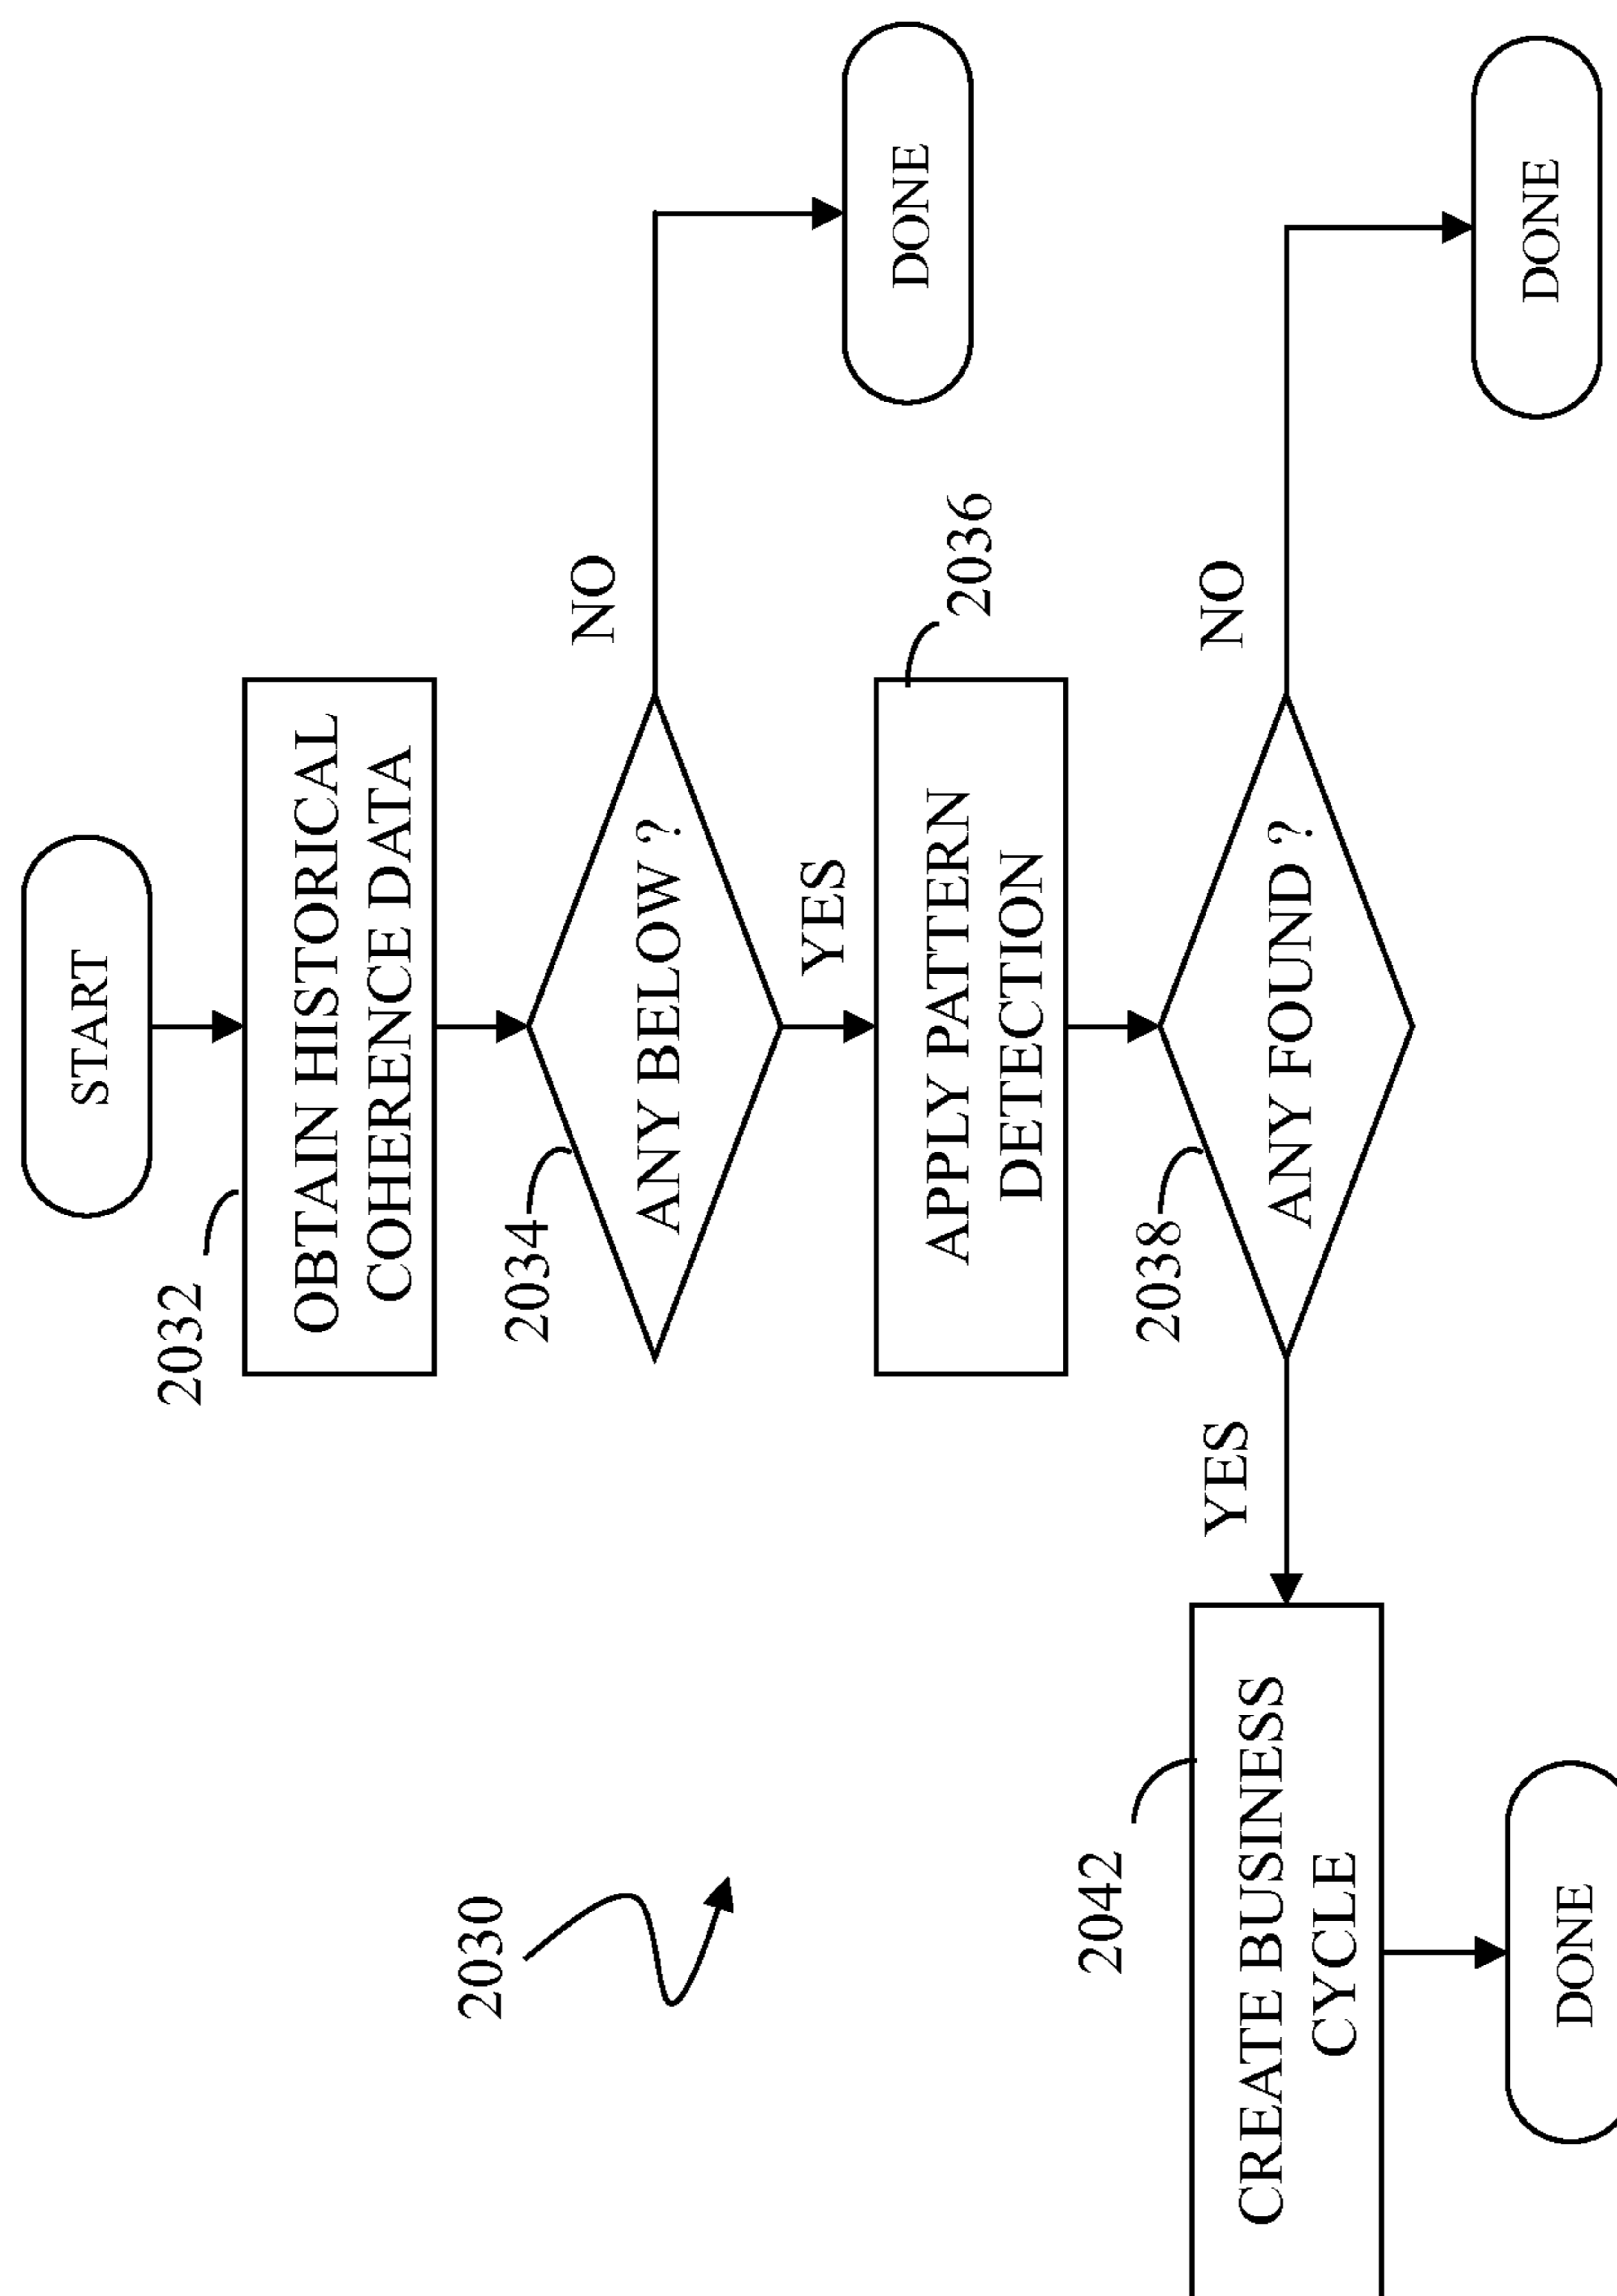 START
2032
OBTAIN HISTORICAL
COHERENCE DATA
2034
ANY BELOW ?
NO
DONE
YES
2036
APPLY PATTERN
DETECTION
2038
ANY FOUND ?
NO
DONE
YES
2042
CREATE BUSINESS
CYCLE
DONE
2030